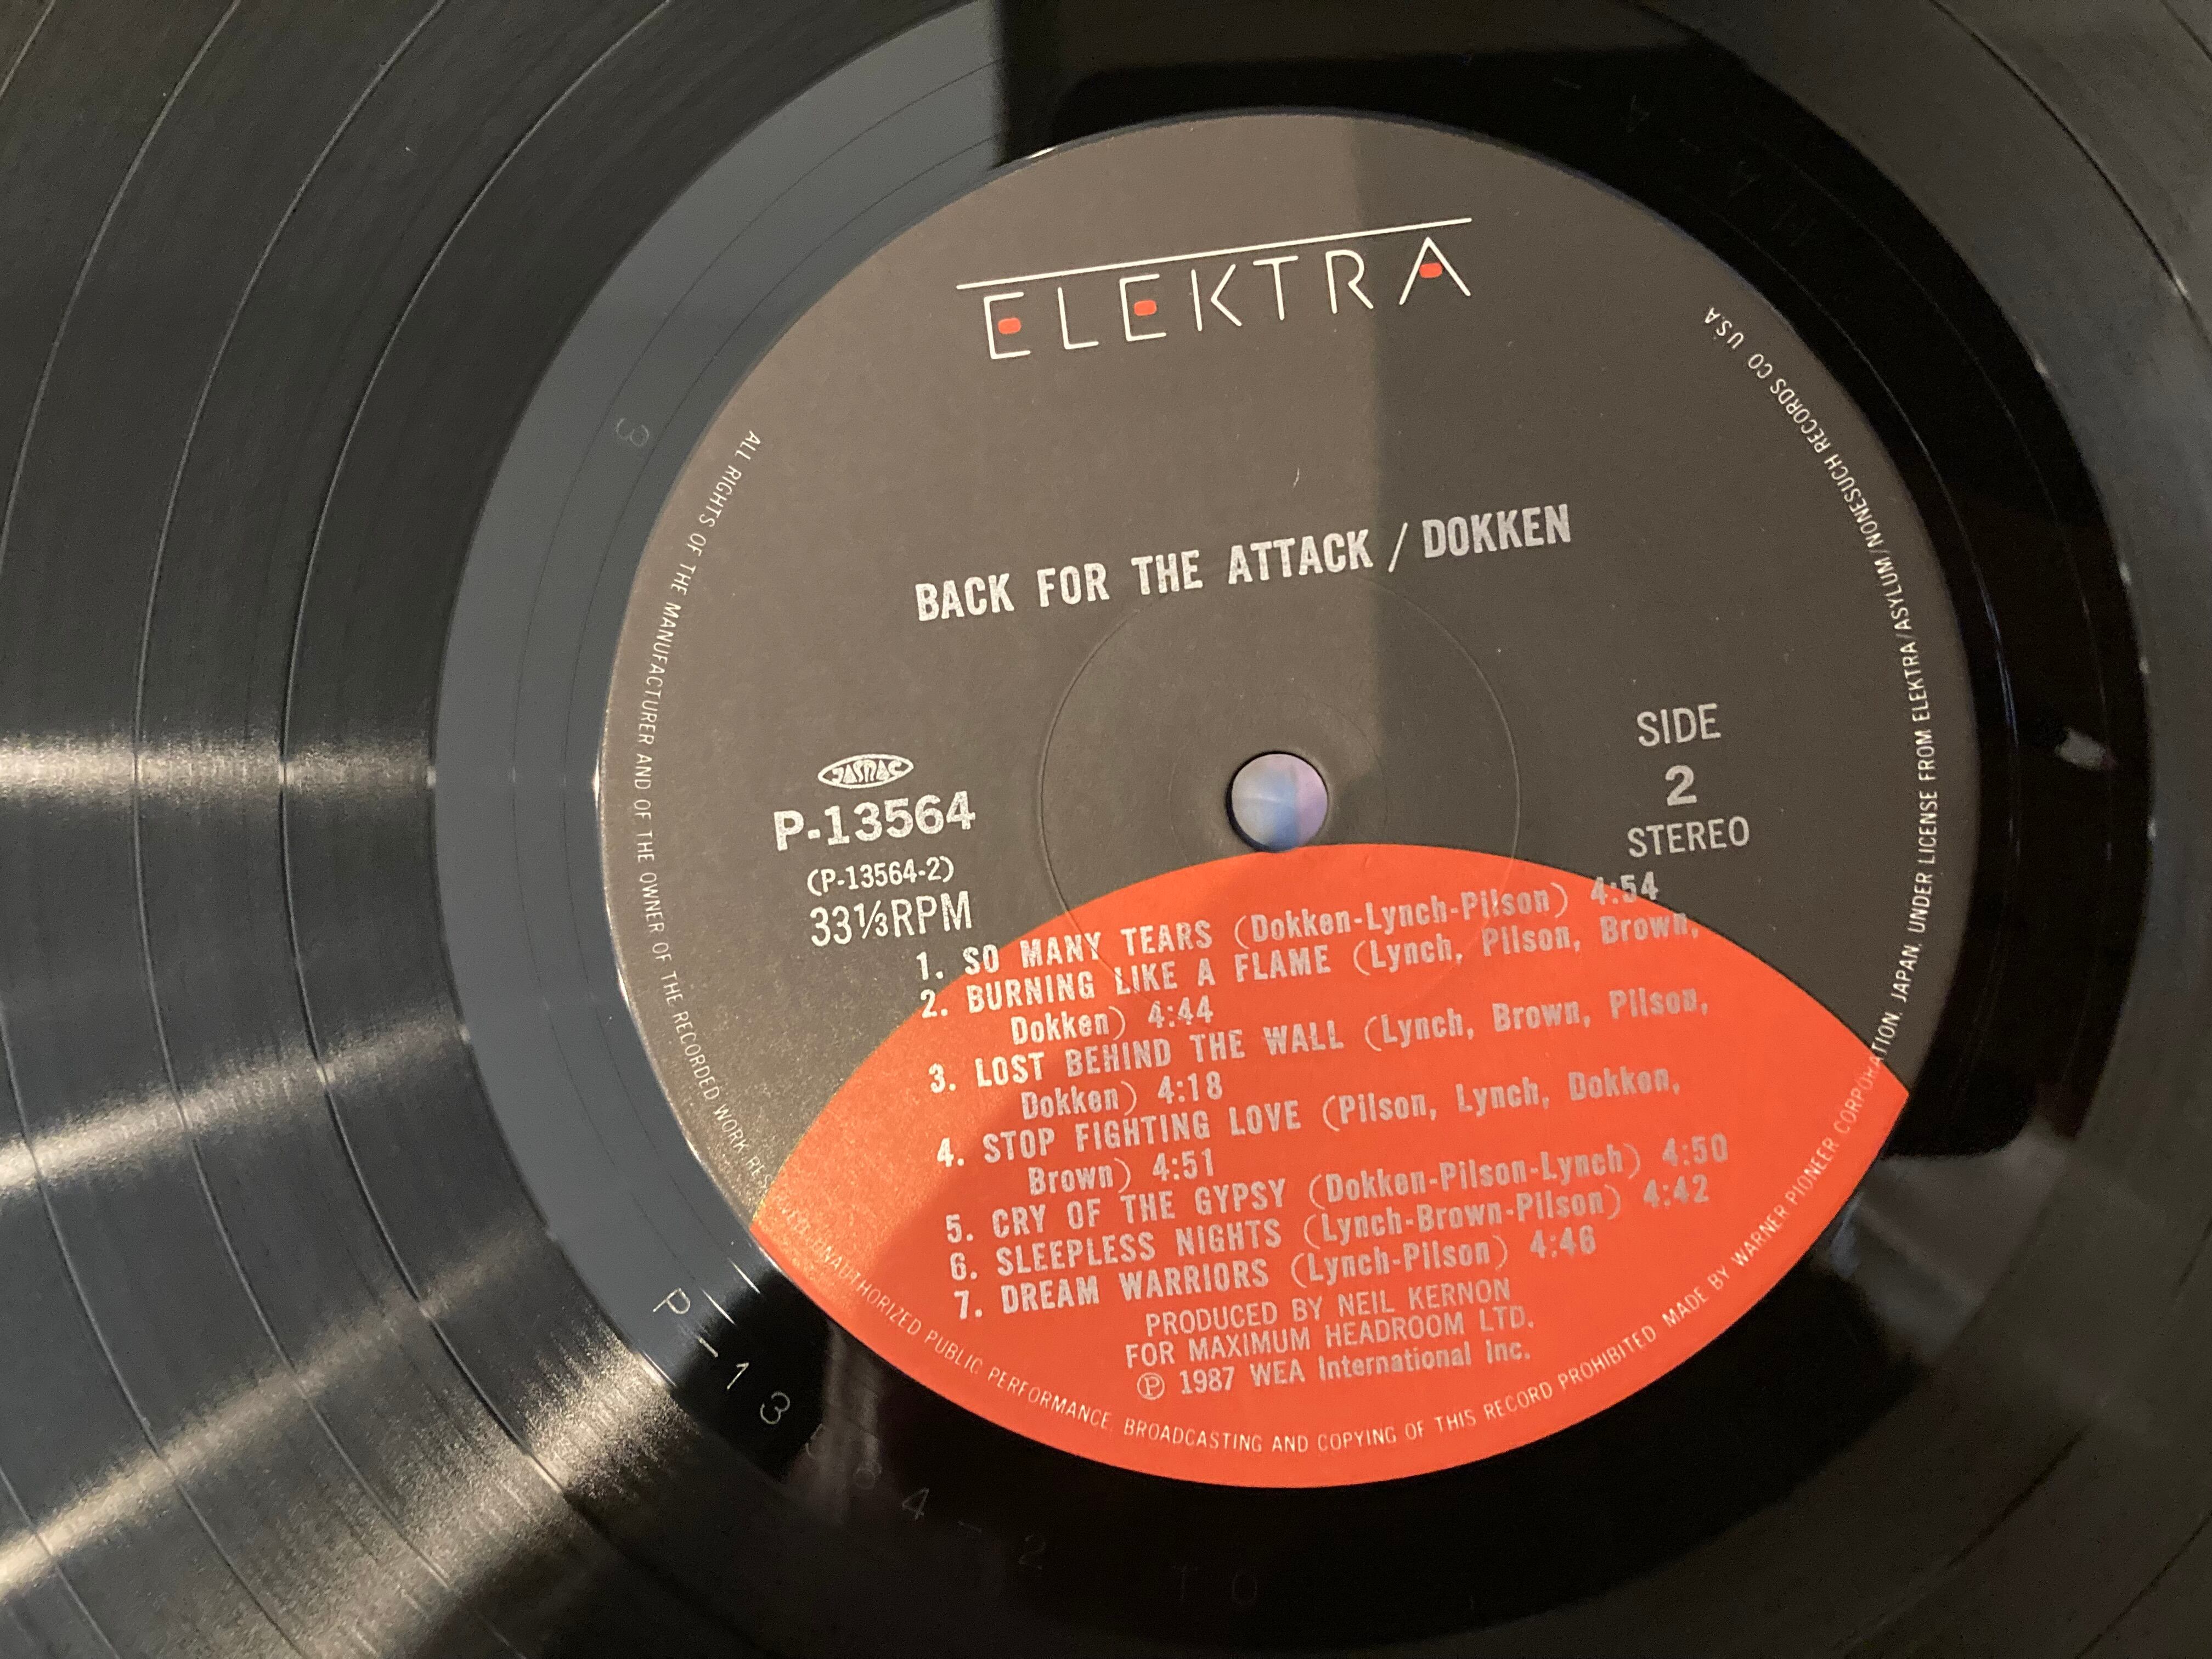 ELEKTRA
BACK FOR THE ATTACK / DOKKEN
JASRAC
P-13564
(P-13564-2)
33⅓RPM
SIDE
2
STEREO
1. SO MANY TEARS (Dokken-Lynch-Pilson) 4:54
2. BURNING LIKE A FLAME (Lynch, Pilson, Brown,
Dokken) 4:44
3. LOST BEHIND THE WALL (Lynch, Brown, Pilson,
Dokken) 4:18
4. STOP FIGHTING LOVE (Pilson, Lynch, Dokken,
Brown) 4:51
5. CRY OF THE GYPSY (Dokken-Pilson-Lynch) 4:50
6. SLEEPLESS NIGHTS (Lynch-Brown-Pilson) 4:42
7. DREAM WARRIORS (Lynch-Pilson) 4:46
PRODUCED BY NEIL KERNON
FOR MAXIMUM HEADROOM LTD.
℗ 1987 WEA International Inc.
ALL RIGHTS OF THE MANUFACTURER AND OF THE OWNER OF THE RECORDED WORK RESERVED UNAUTHORIZED PUBLIC PERFORMANCE, BROADCASTING AND COPYING OF THIS RECORD PROHIBITED MADE BY WARNER-PIONEER CORPORATION, JAPAN, UNDER LICENSE FROM ELEKTRA/ASYLUM/NONESUCH RECORDS CO U.S.A
3
P-13564-2